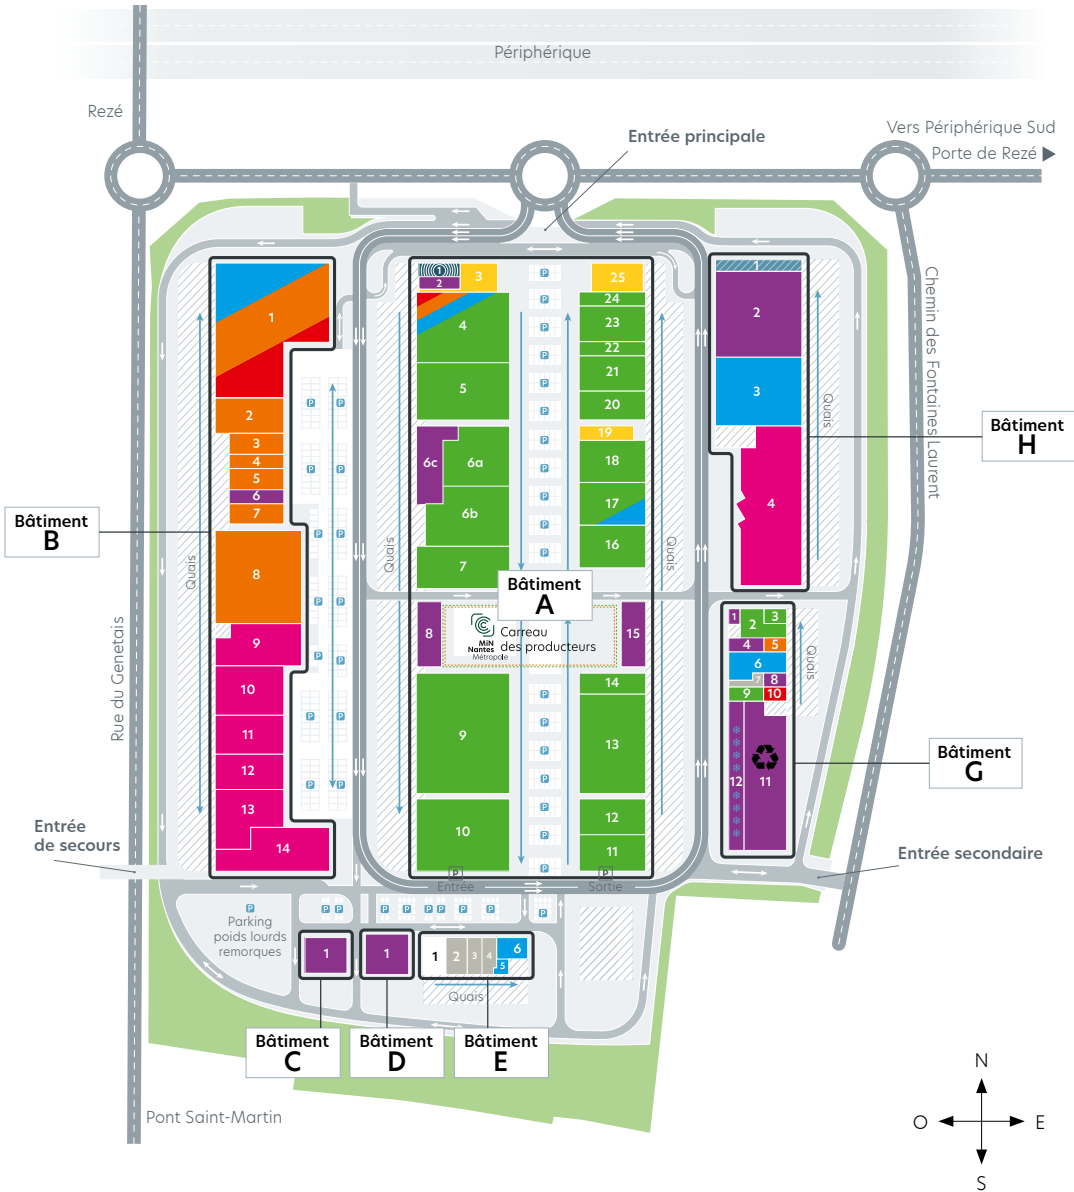 Périphérique
Rezé
Vers Périphérique Sud
Porte de Rezé
Entrée principale
Chemin des Fontaines Laurent
Rue du Genetais
Bâtiment
B
Quais
1
2
3
4
5
6
7
8
9
10
11
12
13
14
P
Bâtiment
A
Quais
1
2
3
4
5
6c
6a
6b
7
8
9
10
25
24
23
22
21
20
19
18
17
16
15
14
13
12
11
Quais
MiN
Nantes
Métropole
Carreau
des producteurs
P
Entrée
P
Sortie
Bâtiment
H
1
2
3
4
Quais
Bâtiment
G
1
2
3
4
5
6
7
8
9
10
12
11
Quais
Entrée
de secours
Entrée secondaire
P
Parking
poids lourds
remorques
1
Bâtiment
C
1
Bâtiment
D
1
2
3
4
5
6
Quais
Bâtiment
E
Pont Saint-Martin
N
O
E
S